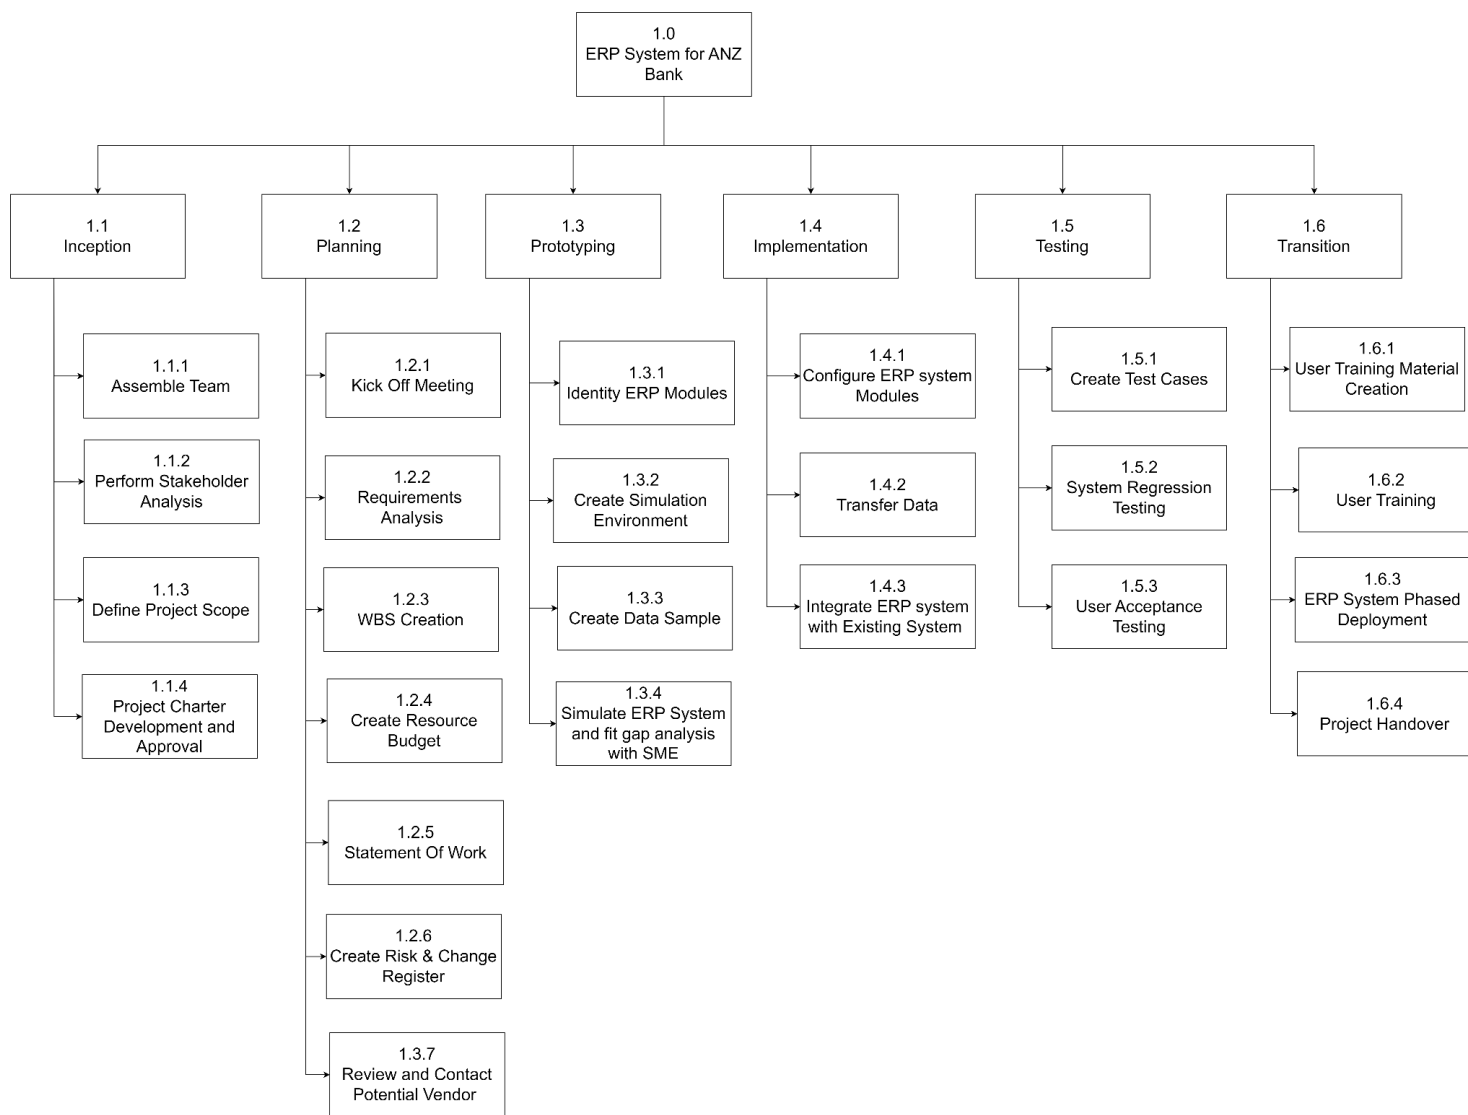 1.0
ERP System for ANZ
Bank
1.1
Inception
1.2
Planning
1.3
Prototyping
1.4
Implementation
1.5
Testing
1.6
Transition
1.1.1
Assemble Team
1.1.2
Perform Stakeholder
Analysis
1.1.3
Define Project Scope
1.1.4
Project Charter
Development and
Approval
1.2.1
Kick Off Meeting
1.2.2
Requirements
Analysis
1.2.3
WBS Creation
1.2.4
Create Resource
Budget
1.2.5
Statement Of Work
1.2.6
Create Risk & Change
Register
1.3.7
Review and Contact
Potential Vendor
1.3.1
Identity ERP Modules
1.3.2
Create Simulation
Environment
1.3.3
Create Data Sample
1.3.4
Simulate ERP System
and fit gap analysis
with SME
1.4.1
Configure ERP system
Modules
1.4.2
Transfer Data
1.4.3
Integrate ERP system
with Existing System
1.5.1
Create Test Cases
1.5.2
System Regression
Testing
1.5.3
User Acceptance
Testing
1.6.1
User Training Material
Creation
1.6.2
User Training
1.6.3
ERP System Phased
Deployment
1.6.4
Project Handover